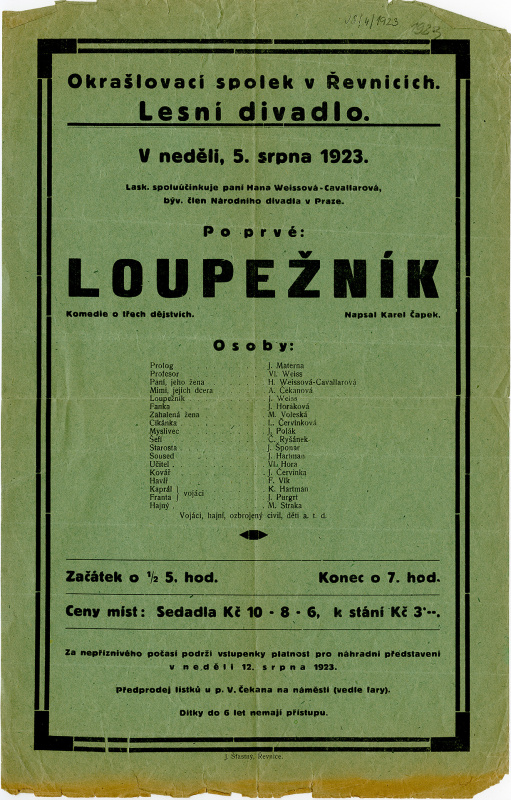 1923
Okrašlovací spolek v Řevnicích.
Lesní divadlo.
V neděli, 5. srpna 1923.
Lask. spoluúčinkuje paní Hana Weissová-Cavallarová,
býv. člen Národního divadla v Praze.
Po prvé:
LOUPEŽNÍK
Komedie o třech dějstvích. Napsal Karel Čapek.
Osoby:
Prolog . . . . . J. Materna
Profesor . . . . . Vl. Weiss
Paní, jeho žena . . . . . H. Weissová-Cavallarová
Mimi, jejich dcera . . . . . A. Čekanová
Loupežník . . . . . J. Weiss
Fanka . . . . . J. Horáková
Zahalená žena . . . . . M. Voleská
Cikánka . . . . . L. Červinková
Myslivec . . . . . J. Polák
Šefl . . . . . Č. Ryšánek
Starosta . . . . . J. Šponar
Soused . . . . . J. Hartman
Učitel . . . . . Vl. Hora
Kovář . . . . . J. Červinka
Havíř . . . . . F. Vlk
Kaprál } vojáci . . . . . K. Hartman
Franta } . . . . . J. Purgrt
Hajný . . . . . M. Straka
Vojáci, hajní, ozbrojený civil, děti a. t. d.
Začátek o ½ 5. hod. Konec o 7. hod.
Ceny míst: Sedadla Kč 10 - 8 - 6, k stání Kč 3·--.
Za nepříznivého počasí podrží vstupenky platnost pro náhradní představení
v neděli 12. srpna 1923.
Předprodej lístků u p. V. Čekana na náměstí (vedle fary).
Dítky do 6 let nemají přístupu.
J. Šťastný, Řevnice.